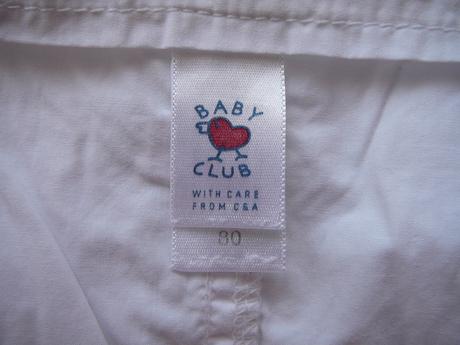 BABY
CLUB
WITH CARE
FROM C&A
80